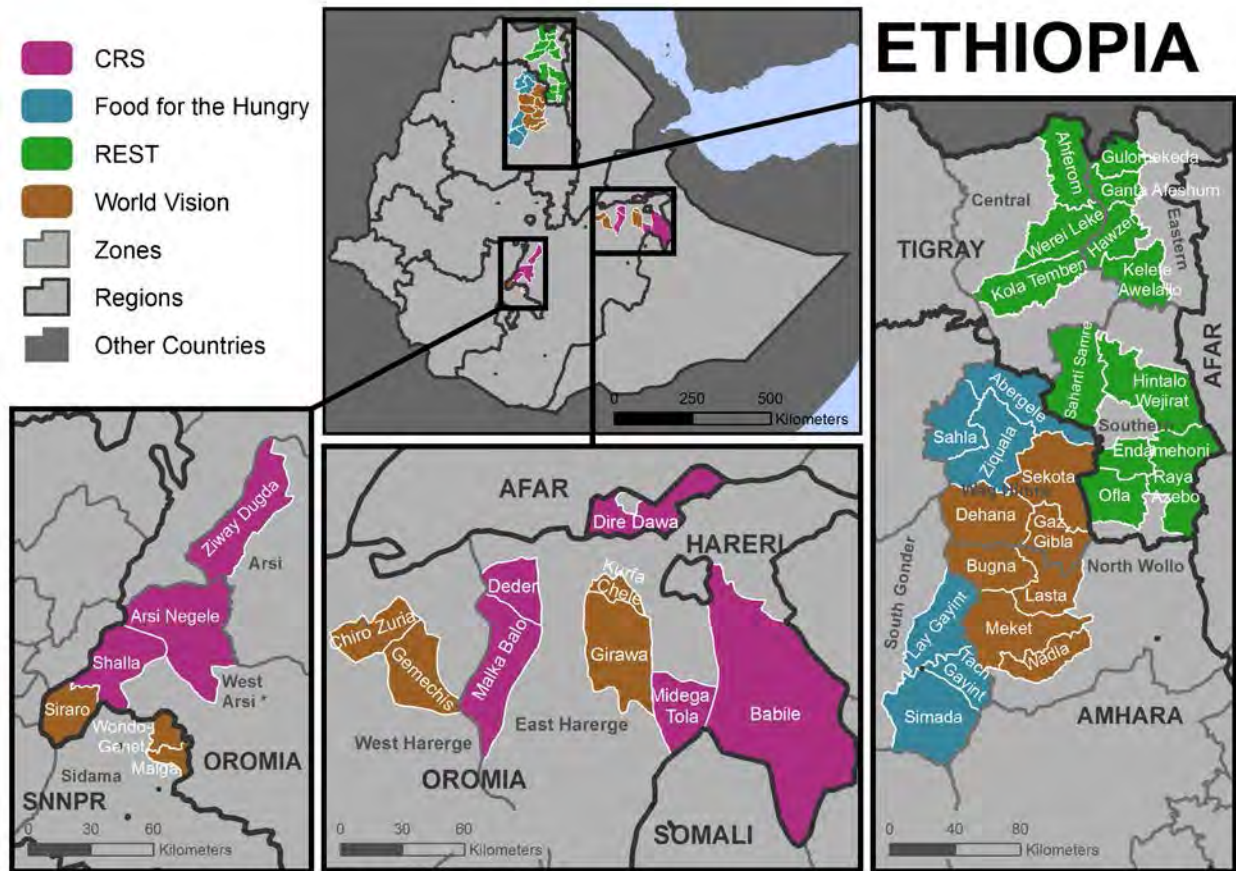 ETHIOPIA
CRS
Food for the Hungry
REST
World Vision
Zones
Regions
Other Countries
0 250 500
Kilometers
Ziway Dugda
Arsi
Arsi Negele
Shalla
West
Arsi *
Siraro
Wondo
Genet
Malga
OROMIA
Sidama
SNNPR
0 30 60
Kilometers
AFAR
Dire Dawa
HARERI
Kurfa
Chele
Deder
Chiro Zuria
Malka Balo
Girawa
Gemechis
Midega
Tola
Babile
East Harerge
West Harerge
OROMIA
SOMALI
0 30 60
Kilometers
Ahferom
Gulomekeda
Ganta Afeshum
Central
Eastern
Werei Leke
Hawzen
TIGRAY
Kola Temben
Kelete
Awelallo
AFAR
Saharti Samre
Hintalo
Wejirat
Abergele
Southern
Sahla
Ziquala
Endamehoni
Sekota
Raya
Azebo
Ofla
Dehana
Gaz
Gibla
Bugna
North Wollo
South Gonder
Lasta
Lay Gayint
Meket
Wadla
Tach
Gayint
Simada
AMHARA
0 40 80
Kilometers